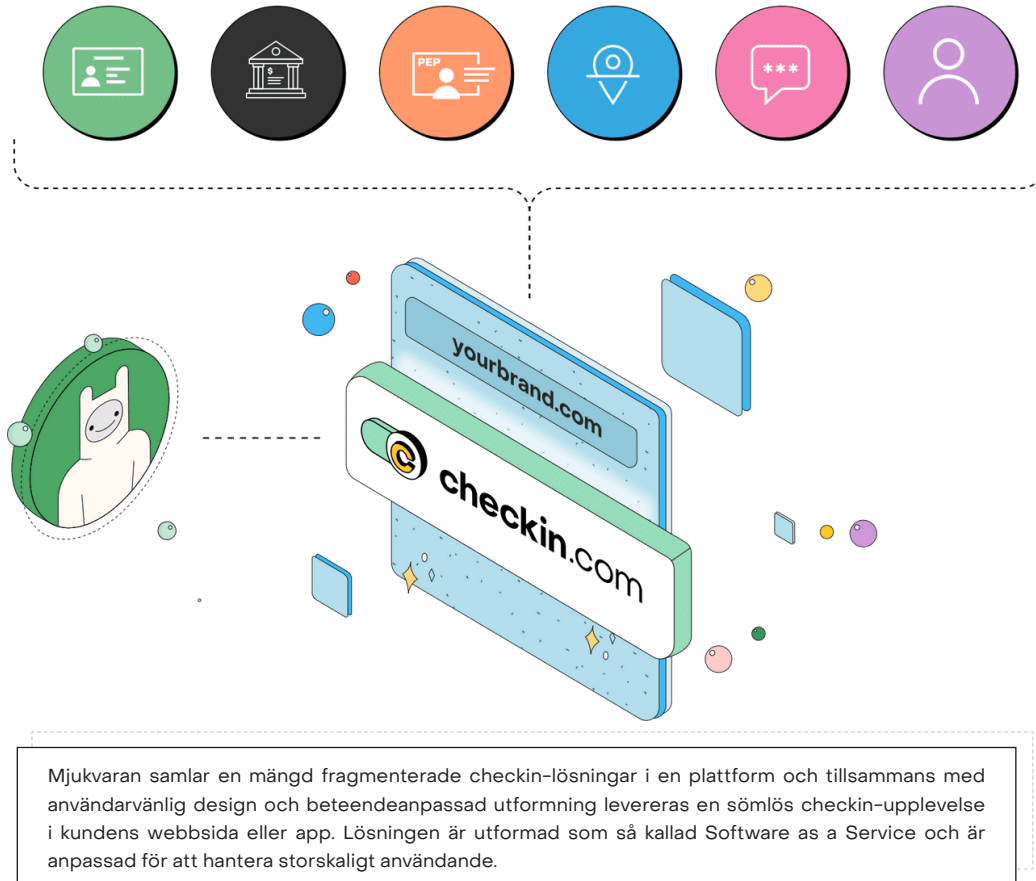 PEP
$
***
yourbrand.com
C
checkin.com
Mjukvaran samlar en mängd fragmenterade checkin-lösningar i en plattform och tillsammans med
användarvänlig design och beteendeanpassad utformning levereras en sömlös checkin-upplevelse
i kundens webbsida eller app. Lösningen är utformad som så kallad Software as a Service och är
anpassad för att hantera storskaligt användande.